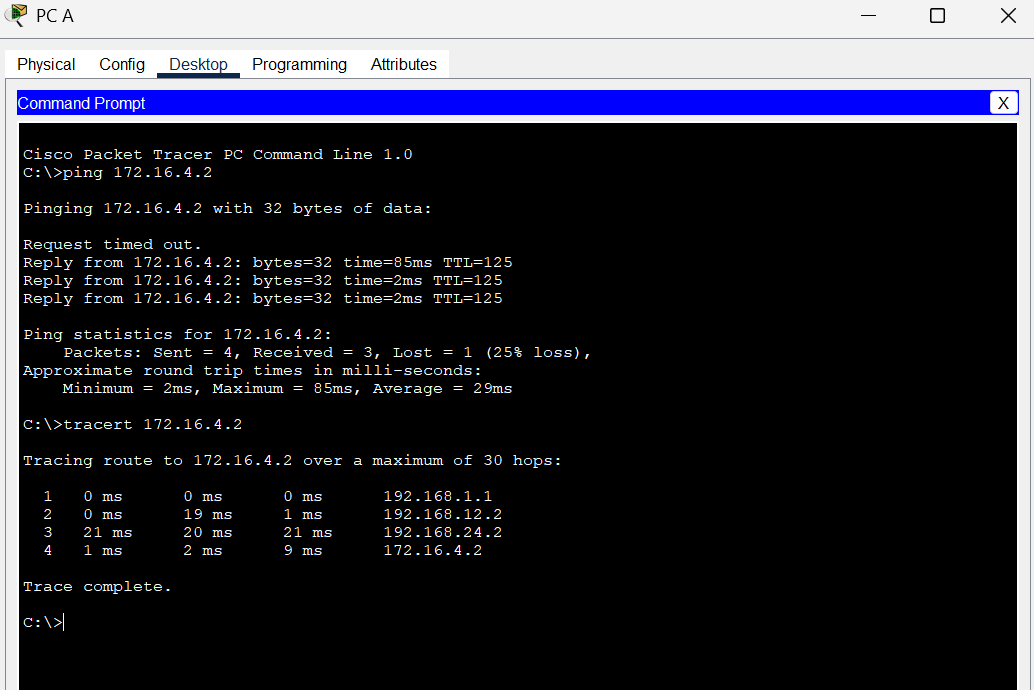 PC A
Physical Config Desktop Programming Attributes
Command Prompt
X
Cisco Packet Tracer PC Command Line 1.0
C:\>ping 172.16.4.2
Pinging 172.16.4.2 with 32 bytes of data:
Request timed out.
Reply from 172.16.4.2: bytes=32 time=85ms TTL=125
Reply from 172.16.4.2: bytes=32 time=2ms TTL=125
Reply from 172.16.4.2: bytes=32 time=2ms TTL=125
Ping statistics for 172.16.4.2:
    Packets: Sent = 4, Received = 3, Lost = 1 (25% loss),
Approximate round trip times in milli-seconds:
    Minimum = 2ms, Maximum = 85ms, Average = 29ms
C:\>tracert 172.16.4.2
Tracing route to 172.16.4.2 over a maximum of 30 hops:
  1   0 ms      0 ms      0 ms      192.168.1.1
  2   0 ms      19 ms     1 ms      192.168.12.2
  3   21 ms     20 ms     21 ms     192.168.24.2
  4   1 ms      2 ms      9 ms      172.16.4.2
Trace complete.
C:\>